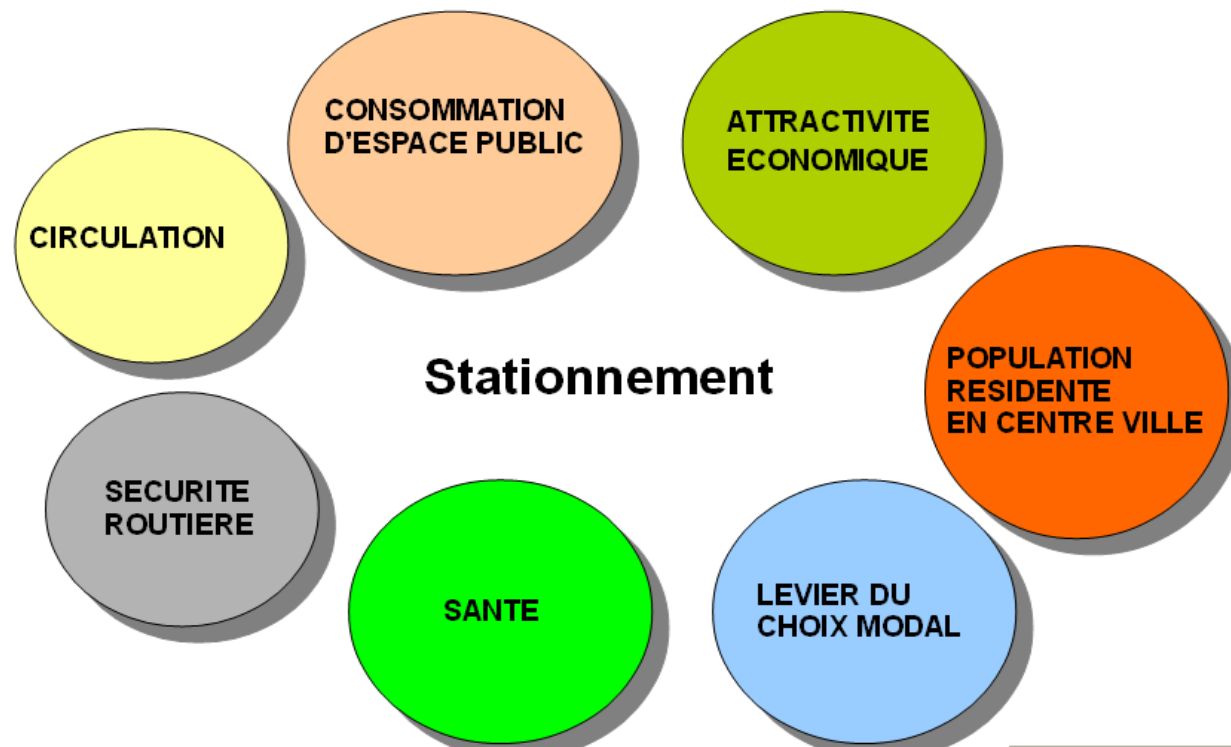 CONSOMMATION
D'ESPACE PUBLIC
ATTRACTIVITE
ECONOMIQUE
CIRCULATION
Stationnement
POPULATION
RESIDENTE
EN CENTRE VILLE
SECURITE
ROUTIERE
SANTE
LEVIER DU
CHOIX MODAL